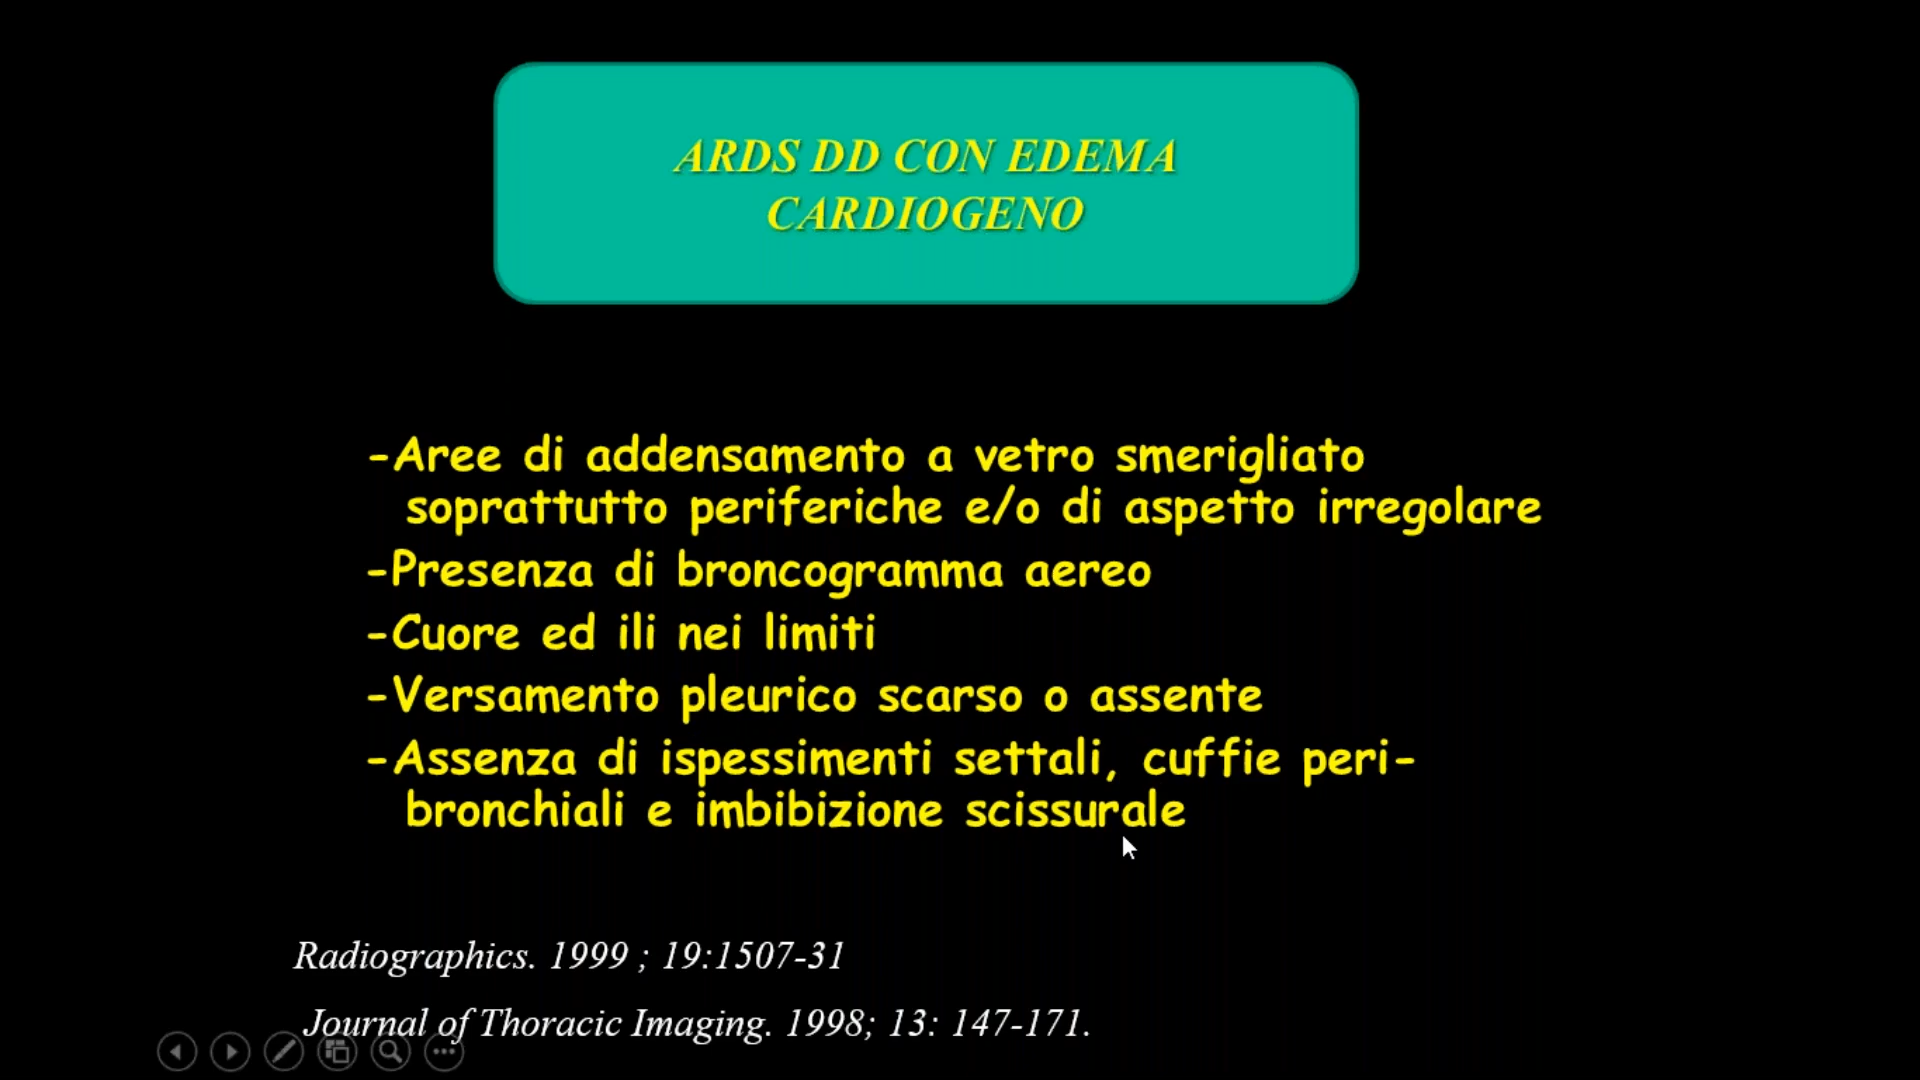 ARDS DD CON EDEMA
CARDIOGENO
-Aree di addensamento a vetro smerigliato
soprattutto periferiche e/o di aspetto irregolare
-Presenza di broncogramma aereo
-Cuore ed ili nei limiti
-Versamento pleurico scarso o assente
-Assenza di ispessimenti settali, cuffie peri-
bronchiali e imbibizione scissurale
Radiographics. 1999 ; 19:1507-31
Journal of Thoracic Imaging. 1998; 13: 147-171.